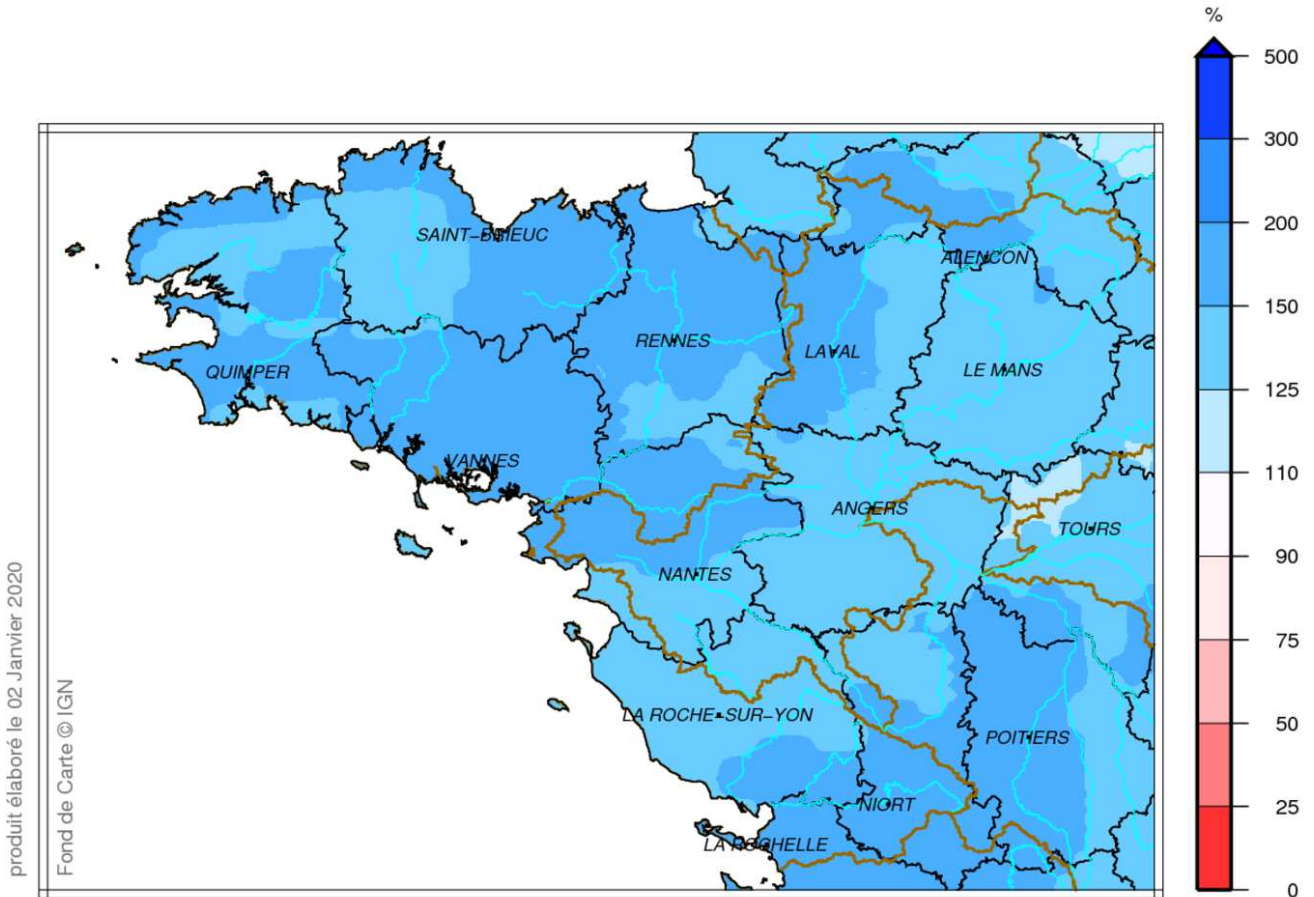 %
500
300
200
150
125
110
90
75
50
25
0
SAINT-BRIEUC
ALENCON
RENNES
LAVAL
LE MANS
QUIMPER
VANNES
ANGERS
TOURS
NANTES
LA ROCHE-SUR-YON
POITIERS
NIORT
LA ROCHELLE
produit élaboré le 02 Janvier 2020
Fond de Carte © IGN